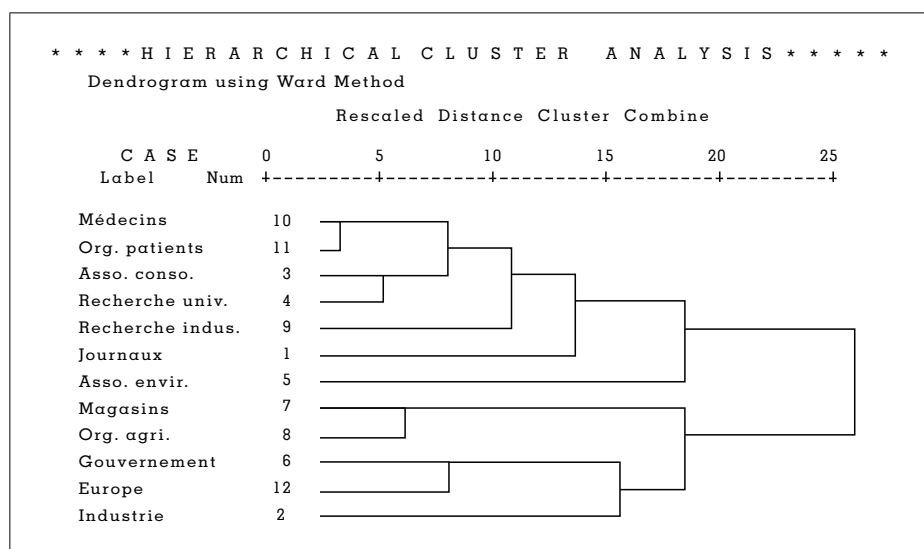 * * * * H I E R A R C H I C A L C L U S T E R A N A L Y S I S * * * * *
Dendrogram using Ward Method
Rescaled Distance Cluster Combine
C A S E 0 5 10 15 20 25
Label Num +---------+---------+---------+---------+---------+
Médecins 10
Org. patients 11
Asso. conso. 3
Recherche univ. 4
Recherche indus. 9
Journaux 1
Asso. envir. 5
Magasins 7
Org. agri. 8
Gouvernement 6
Europe 12
Industrie 2